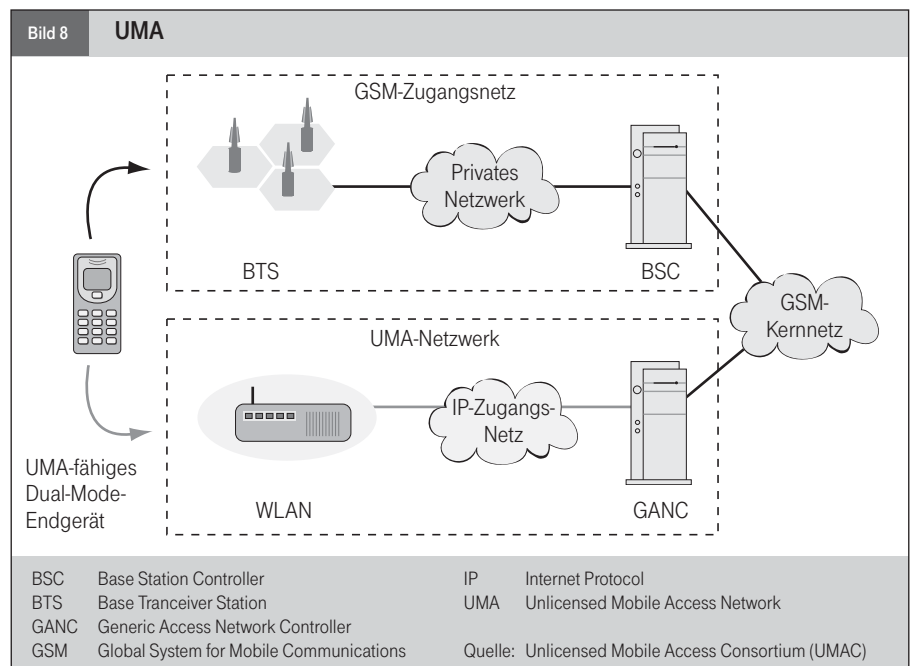 Bild 8 UMA
GSM-Zugangsnetz
Privates
Netzwerk
BTS
BSC
GSM-
Kernnetz
UMA-Netzwerk
IP-Zugangs-
Netz
UMA-fähiges
Dual-Mode-
Endgerät
WLAN
GANC
BSC Base Station Controller
BTS Base Tranceiver Station
GANC Generic Access Network Controller
GSM Global System for Mobile Communications
IP Internet Protocol
UMA Unlicensed Mobile Access Network
Quelle: Unlicensed Mobile Access Consortium (UMAC)